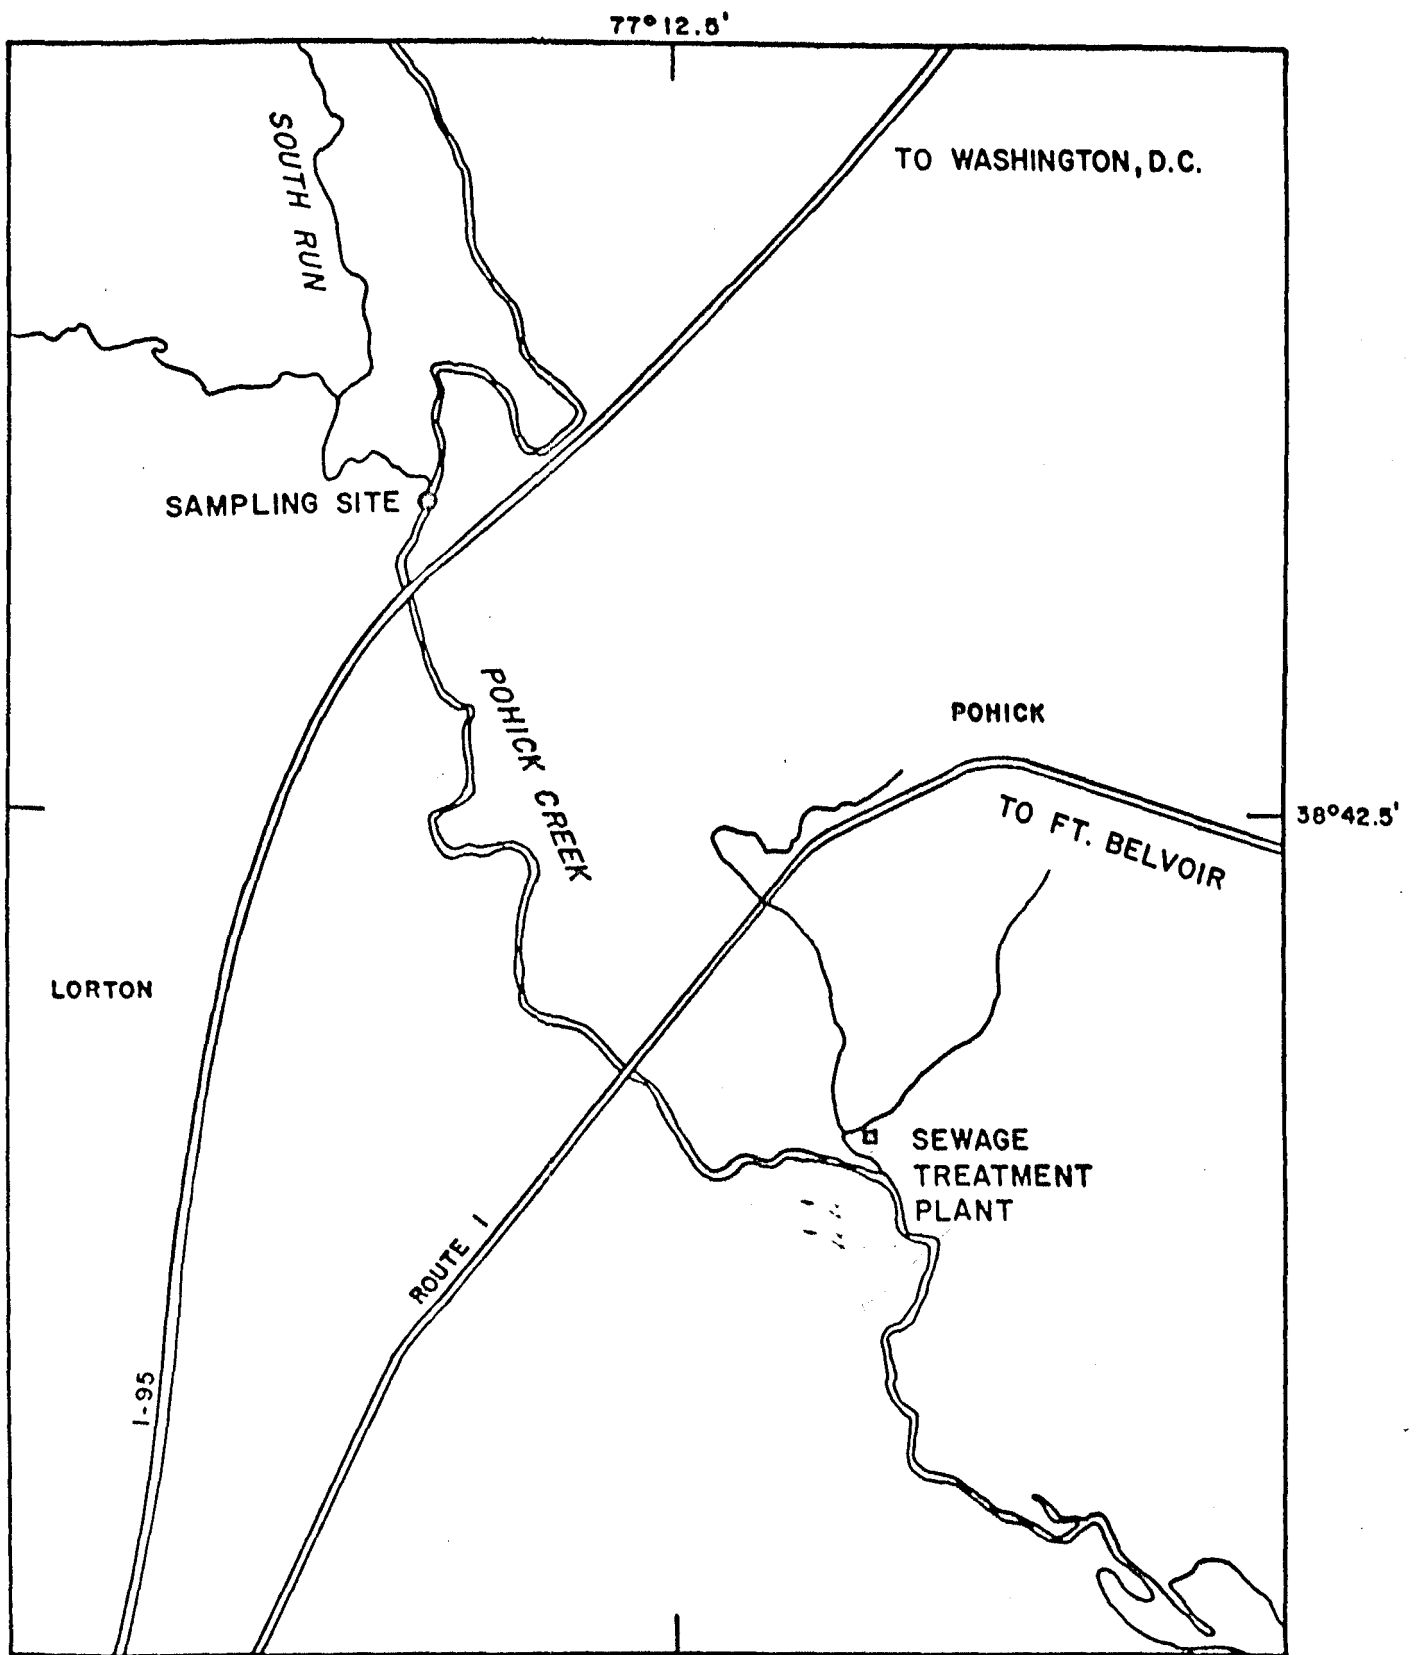 77°12.5'
SOUTH RUN
TO WASHINGTON, D.C.
SAMPLING SITE
POHICK CREEK
POHICK
38°42.5'
TO FT. BELVOIR
LORTON
SEWAGE
TREATMENT
PLANT
ROUTE 1
I-95